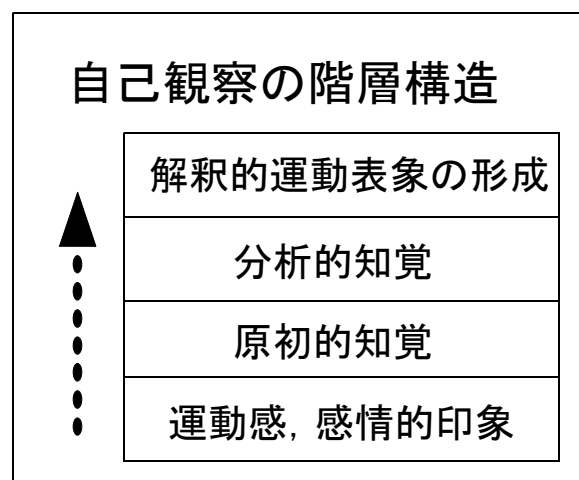 自己観察の階層構造
解釈的運動表象の形成
分析的知覚
原初的知覚
運動感, 感情的印象